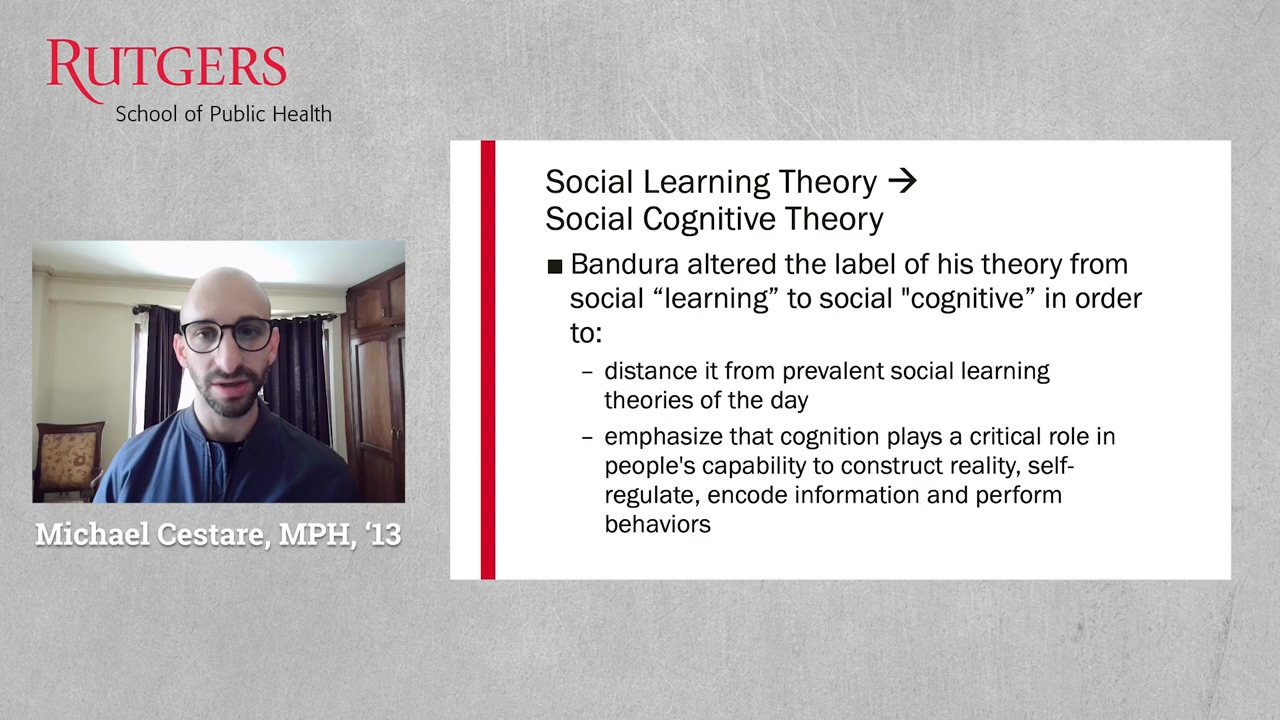 RUTGERS
School of Public Health
Social Learning Theory →
Social Cognitive Theory
■ Bandura altered the label of his theory from
social “learning” to social "cognitive” in order
to:
– distance it from prevalent social learning
theories of the day
– emphasize that cognition plays a critical role in
people's capability to construct reality, self-
regulate, encode information and perform
behaviors
Michael Cestare, MPH, ‘13